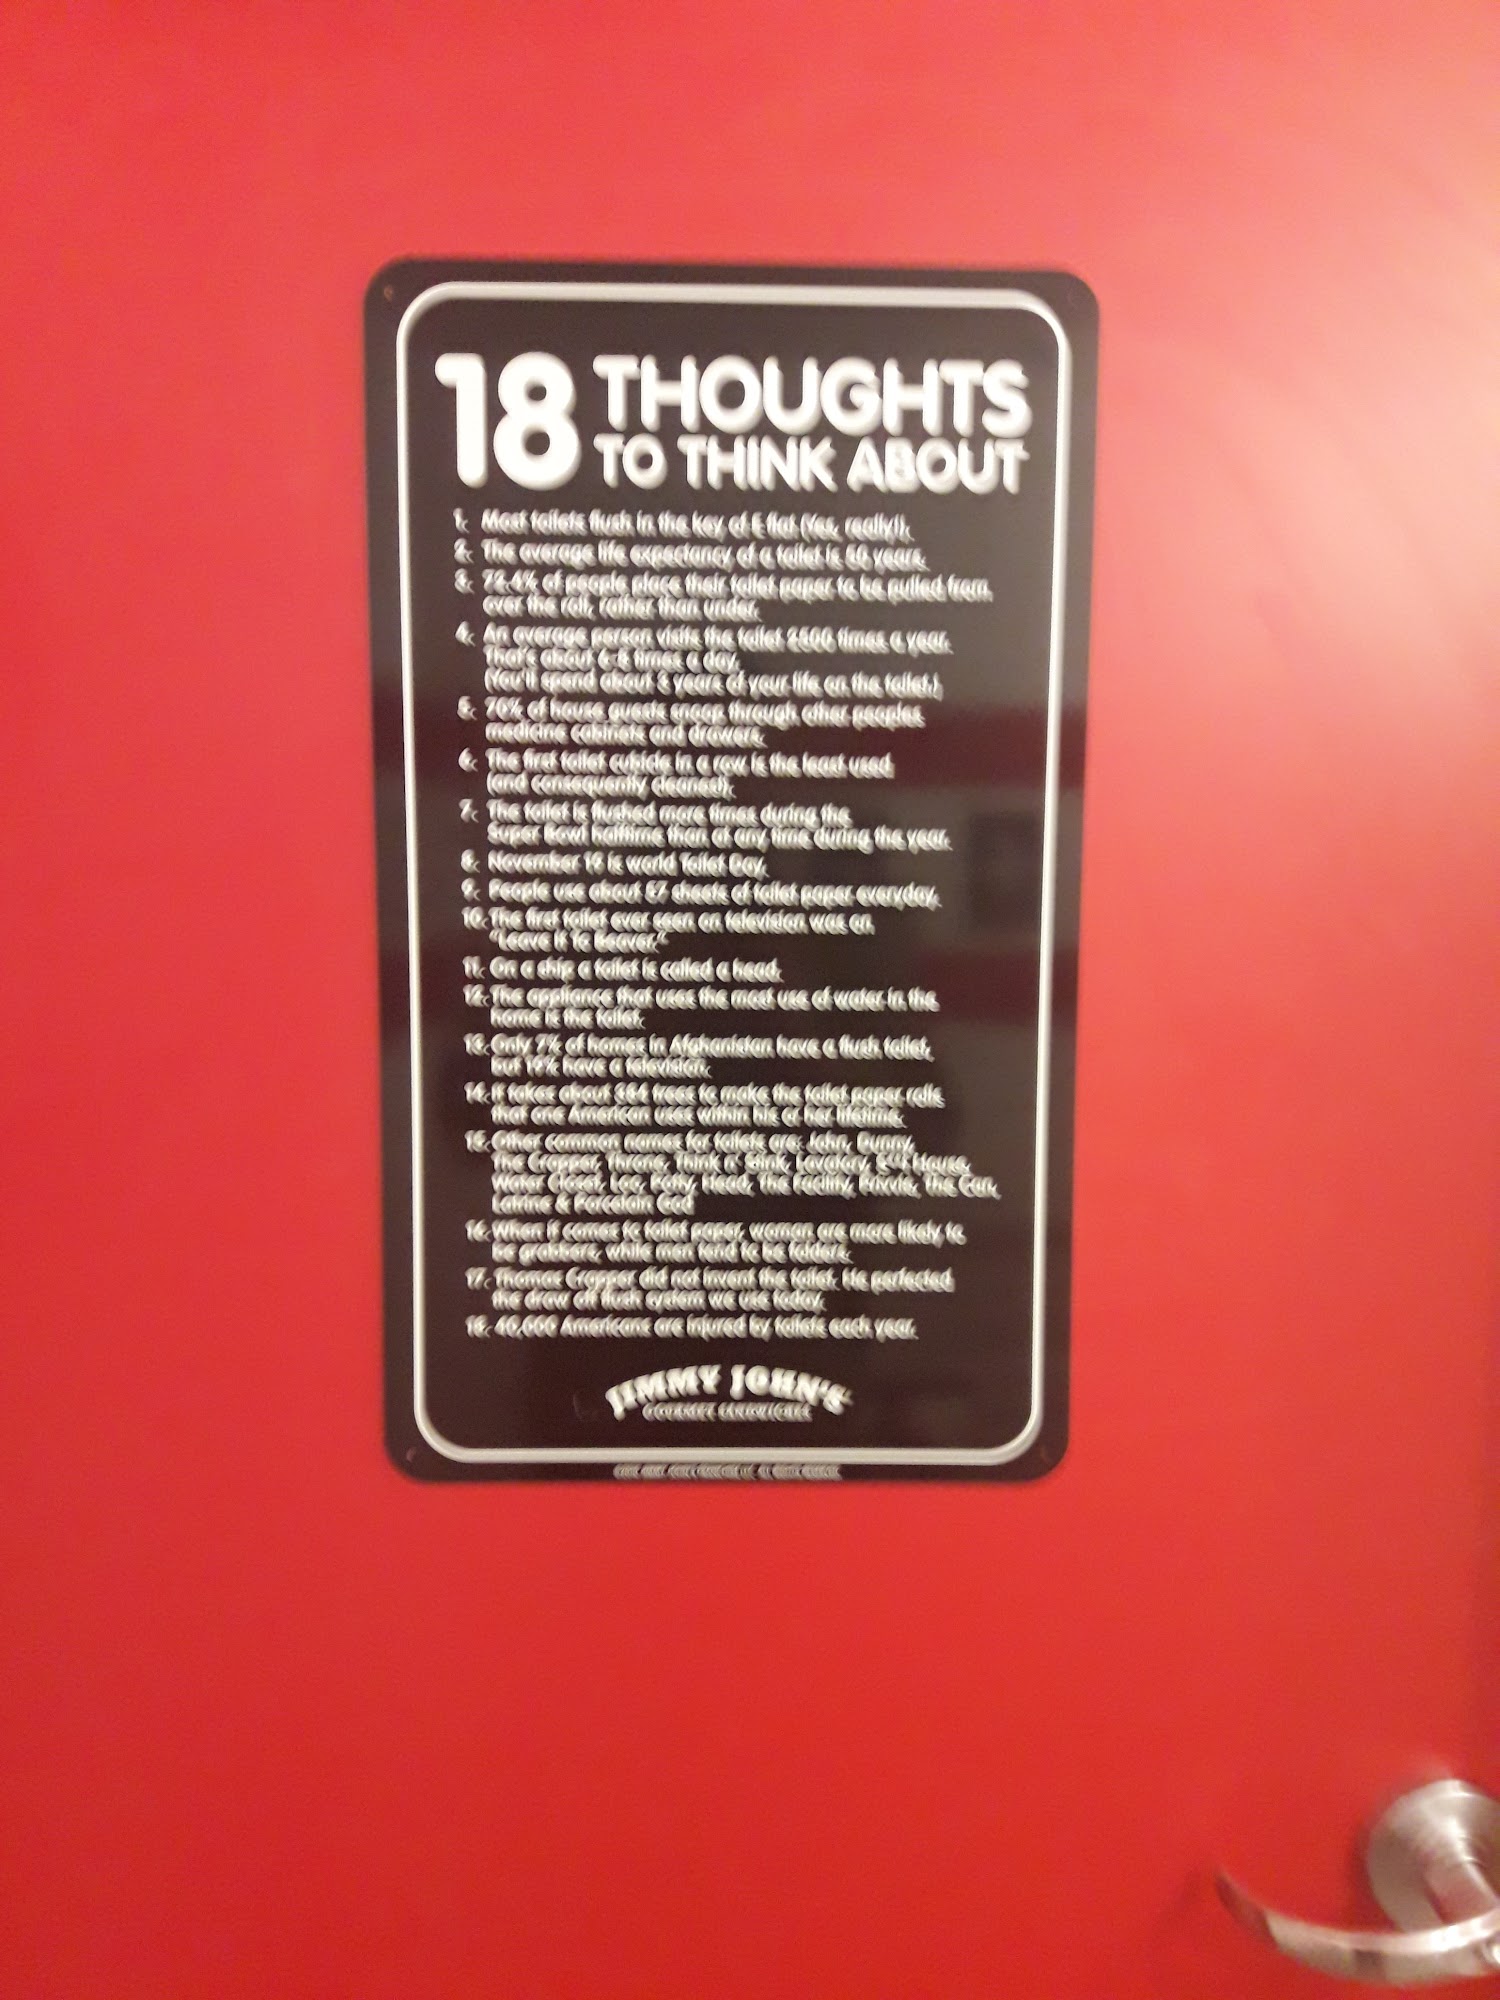 18 THOUGHTS
TO THINK ABOUT
1. Most toilets flush in the key of E flat (Yes, really!).
2. The average life expectancy of a toilet is 50 years.
3. 72.4% of people place their toilet paper to be pulled from
over the roll, rather than under.
4. An average person visits the toilet 2500 times a year.
That's about 6-8 times a day.
(You'll spend about 3 years of your life on the toilet.)
5. 70% of house guests snoop through other peoples
medicine cabinets and drawers.
6. The first toilet cubicle in a row is the least used
(and consequently cleanest).
7. The toilet is flushed more times during the
Super Bowl halftime than at any time during the year.
8. November 19 is world Toilet Day.
9. People use about 57 sheets of toilet paper everyday.
10. The first toilet ever seen on television was on
"Leave It To Beaver."
11. On a ship a toilet is called a head.
12. The appliance that uses the most use of water in the
home is the toilet.
13. Only 7% of homes in Afghanistan have a flush toilet,
but 19% have a television.
14. It takes about 384 trees to make the toilet paper rolls
that one American uses within his or her lifetime.
15. Other common names for toilets are: John, Dunny,
The Crapper, Throne, Think n' Stink, Lavatory, House,
Water Closet, Loo, Potty, Head, The Facility, Privvie, The Can,
Latrine & Porcelain God
16. When it comes to toilet paper, woman are more likely to
be grabbers, while men tend to be folders.
17. Thomas Crapper did not invent the toilet. He perfected
the draw off flush system we use today.
18. 40,000 Americans are injured by toilets each year.
JIMMY JOHN'S
GOURMET SANDWICHES